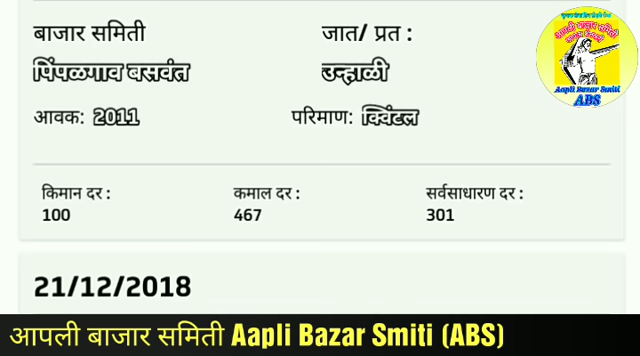 बाजार समिती
जात/ प्रत :
पिंपळगाव बसवंत
उन्हाळी
आवक: 2011
परिमाण: क्विंटल
किमान दर :
कमाल दर :
सर्वसाधारण दर :
100
467
301
21/12/2018
आपली बाजार समिती Aapli Bazar Smiti (ABS)
Aapli Bazar Smiti
ABS